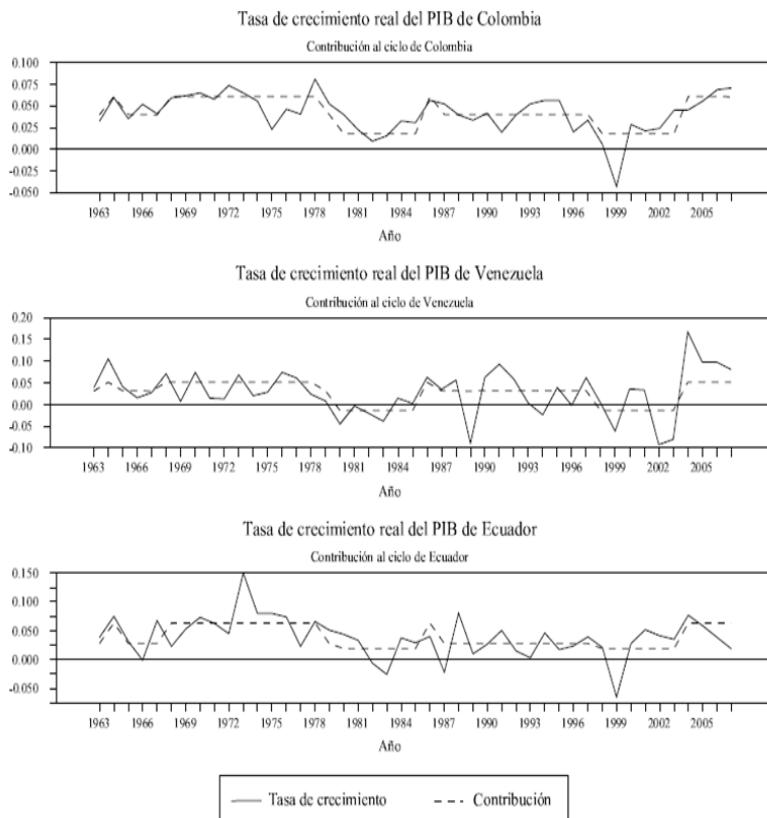 Tasa de crecimiento real del PIB de Colombia
Contribución al ciclo de Colombia
0.100
0.075
0.050
0.025
0.000
-0.025
-0.050
1963 1966 1969 1972 1975 1978 1981 1984 1987 1990 1993 1996 1999 2002 2005
Año
Tasa de crecimiento real del PIB de Venezuela
Contribución al ciclo de Venezuela
0.20
0.15
0.10
0.05
0.00
-0.05
-0.10
1963 1966 1969 1972 1975 1978 1981 1984 1987 1990 1993 1996 1999 2002 2005
Año
Tasa de crecimiento real del PIB de Ecuador
Contribución al ciclo de Ecuador
0.150
0.100
0.050
0.000
-0.050
1963 1966 1969 1972 1975 1978 1981 1984 1987 1990 1993 1996 1999 2002 2005
Año
Tasa de crecimiento Contribución